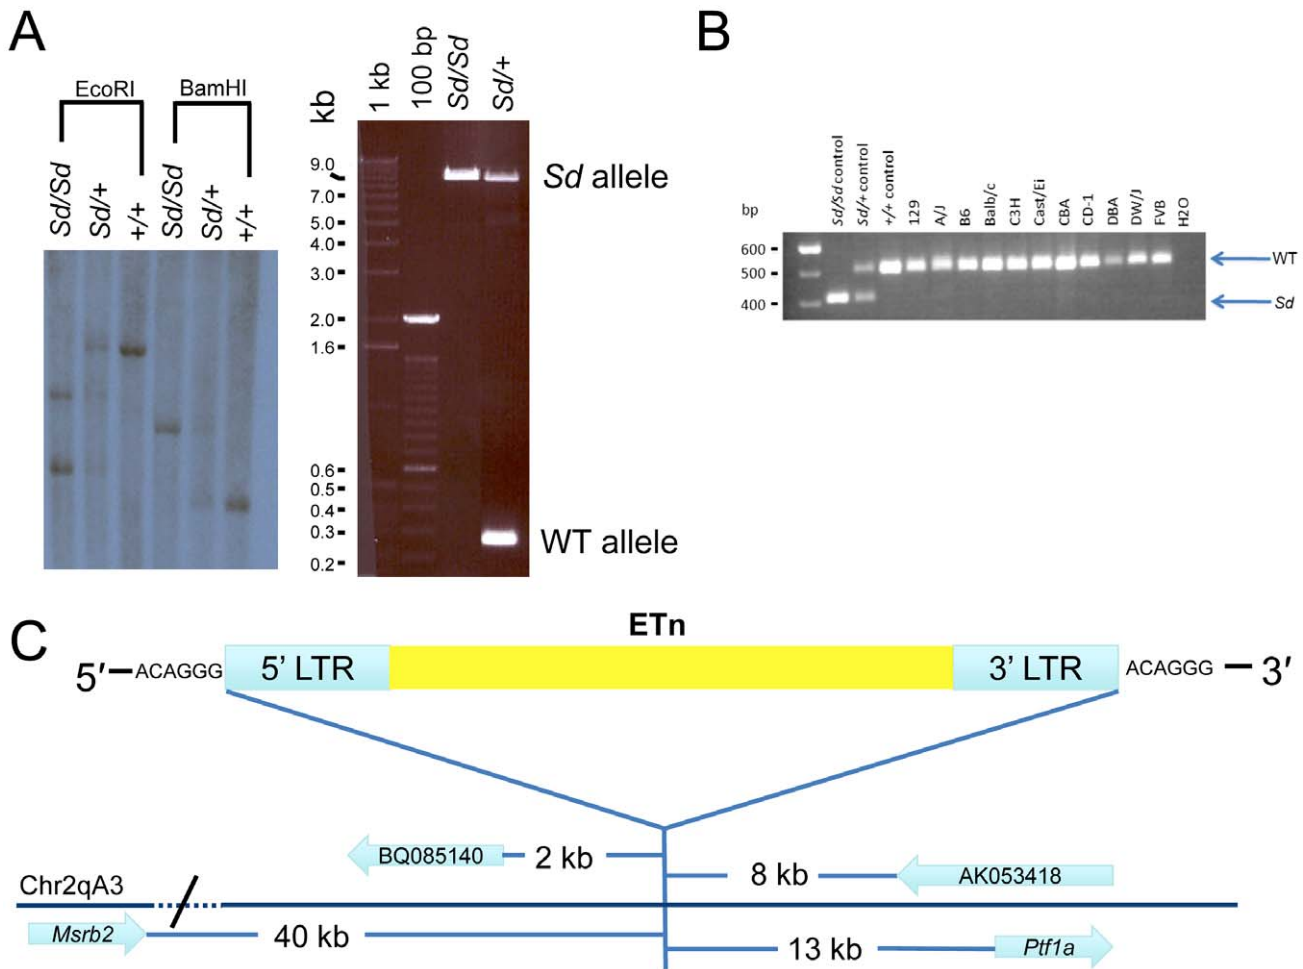 A
EcoRI BamHI
Sd/Sd Sd/+ +/+ Sd/Sd Sd/+ +/+
kb 1 kb 100 bp Sd/Sd Sd/+
9.0
7.0
5.0
4.0
3.0
2.0
1.6
0.6
0.5
0.4
0.3
0.2
Sd allele
WT allele
B
bp Sd/Sd control Sd/+ control +/+ control 129 A/J B6 Balb/c C3H Cast/Ei CBA CD-1 DBA DW/J FVB H2O
600
500
400
WT
Sd
C
ETn
5′ ACAGGG 5’ LTR 3’ LTR ACAGGG 3′
BQ085140 2 kb
8 kb AK053418
Chr2qA3
Msrb2 40 kb
13 kb Ptf1a